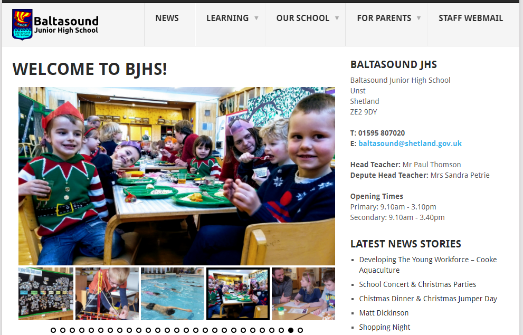 Baltasound
Junior High School
NEWS
LEARNING
OUR SCHOOL
FOR PARENTS
STAFF WEBMAIL
WELCOME TO BJHS!
BALTASOUND JHS
Baltasound Junior High School
Unst
Shetland
ZE2 9DY
T: 01595 807020
E: baltasound@shetland.gov.uk
Head Teacher: Mr Paul Thomson
Depute Head Teacher: Mrs Sandra Petrie
Opening Times
Primary: 9.10am - 3.10pm
Secondary: 9.10am - 3.40pm
LATEST NEWS STORIES
Developing The Young Workforce – Cooke
Aquaculture
School Concert & Christmas Parties
Chistmas Dinner & Christmas Jumper Day
Matt Dickinson
Shopping Night